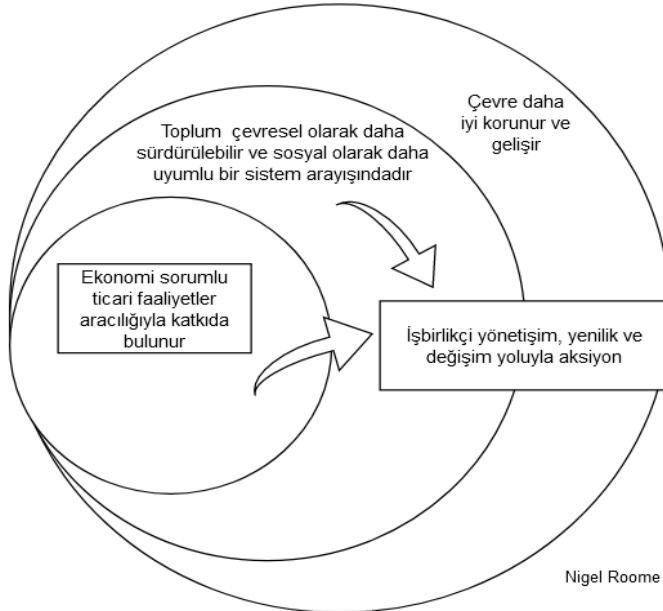 Çevre daha
iyi korunur ve
gelişir
Toplum çevresel olarak daha
sürdürülebilir ve sosyal olarak daha
uyumlu bir sistem arayışındadır
Ekonomi sorumlu
ticari faaliyetler
aracılığıyla katkıda
bulunur
İşbirlikçi yönetişim, yenilik ve
değişim yoluyla aksiyon
Nigel Roome